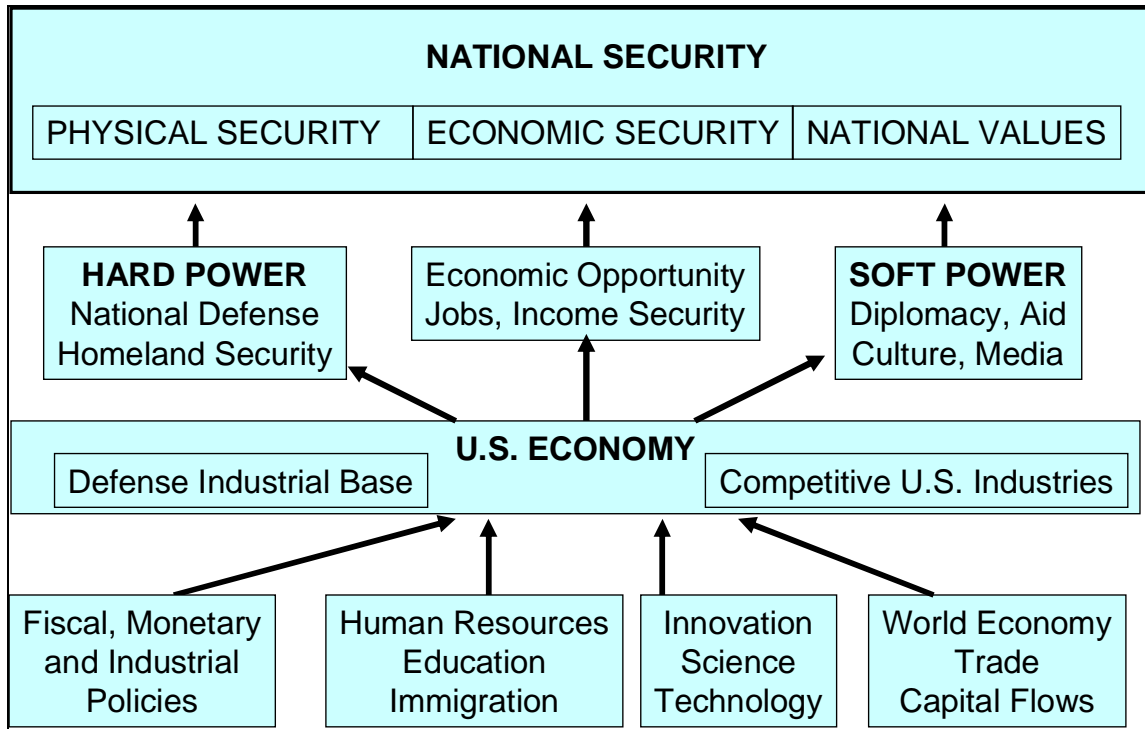 NATIONAL SECURITY
PHYSICAL SECURITY
ECONOMIC SECURITY
NATIONAL VALUES
HARD POWER
National Defense
Homeland Security
Economic Opportunity
Jobs, Income Security
SOFT POWER
Diplomacy, Aid
Culture, Media
U.S. ECONOMY
Defense Industrial Base
Competitive U.S. Industries
Fiscal, Monetary
and Industrial
Policies
Human Resources
Education
Immigration
Innovation
Science
Technology
World Economy
Trade
Capital Flows